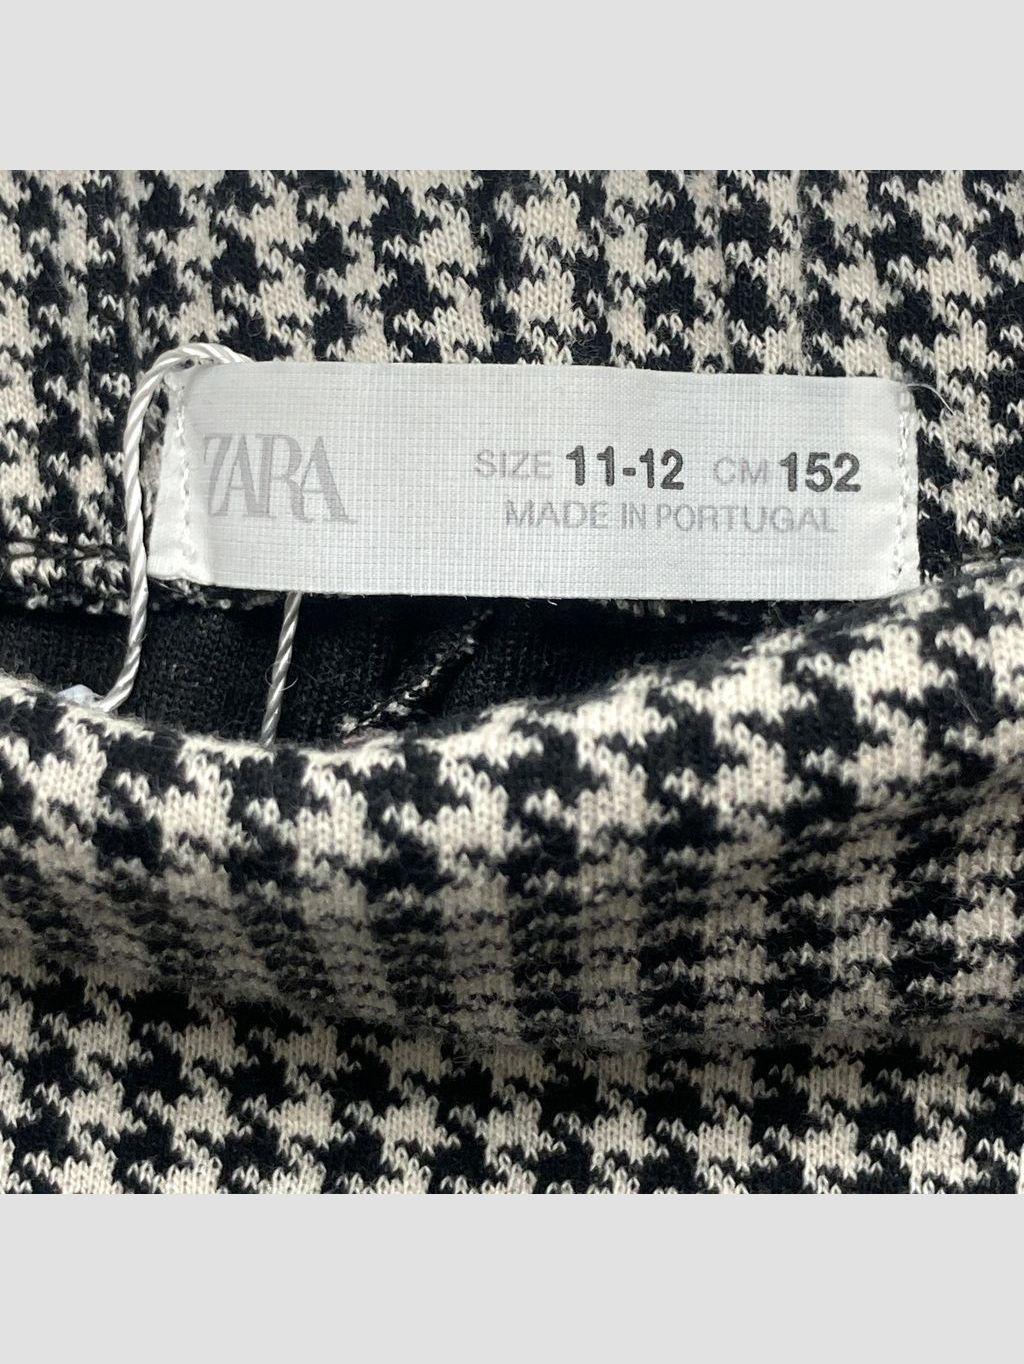 ZARA
SIZE 11-12 CM 152
MADE IN PORTUGAL